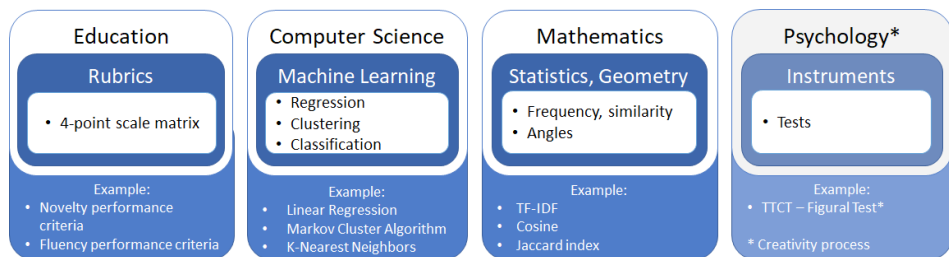 Education
Rubrics
• 4-point scale matrix
Example:
• Novelty performance
criteria
• Fluency performance criteria
Computer Science
Machine Learning
• Regression
• Clustering
• Classification
Example:
• Linear Regression
• Markov Cluster Algorithm
• K-Nearest Neighbors
Mathematics
Statistics, Geometry
• Frequency, similarity
• Angles
Example:
• TF-IDF
• Cosine
• Jaccard index
Psychology*
Instruments
• Tests
Example:
• TTCT – Figural Test*
* Creativity process